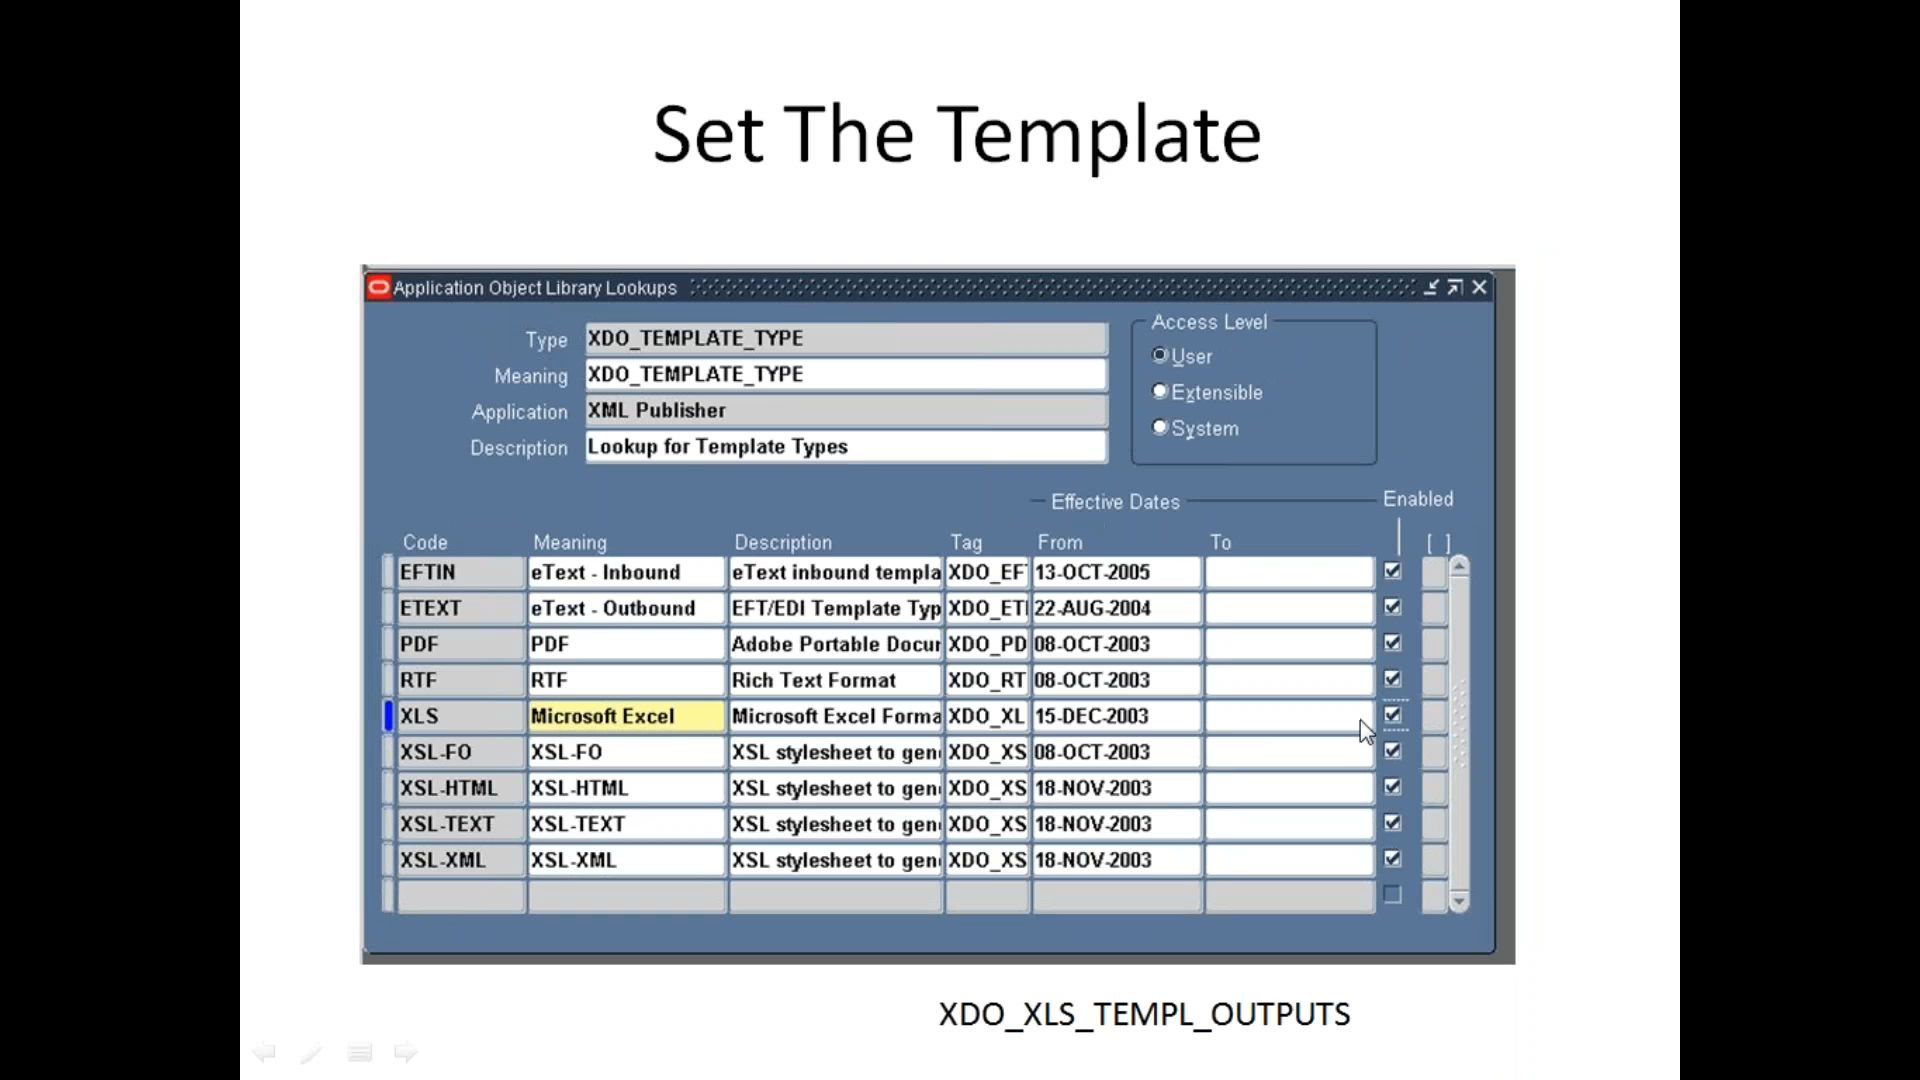 Set The Template
Application Object Library Lookups
Type XDO_TEMPLATE_TYPE
Meaning XDO_TEMPLATE_TYPE
Application XML Publisher
Description Lookup for Template Types
Access Level
User
Extensible
System
Effective Dates Enabled
Code Meaning Description Tag From To [ ]
EFTIN eText - Inbound eText inbound templa XDO_EF 13-OCT-2005
ETEXT eText - Outbound EFT/EDI Template Typ XDO_ETI 22-AUG-2004
PDF PDF Adobe Portable Docur XDO_PD 08-OCT-2003
RTF RTF Rich Text Format XDO_RT 08-OCT-2003
XLS Microsoft Excel Microsoft Excel Forma XDO_XL 15-DEC-2003
XSL-FO XSL-FO XSL stylesheet to gen XDO_XS 08-OCT-2003
XSL-HTML XSL-HTML XSL stylesheet to gen XDO_XS 18-NOV-2003
XSL-TEXT XSL-TEXT XSL stylesheet to gen XDO_XS 18-NOV-2003
XSL-XML XSL-XML XSL stylesheet to gen XDO_XS 18-NOV-2003
XDO_XLS_TEMPL_OUTPUTS